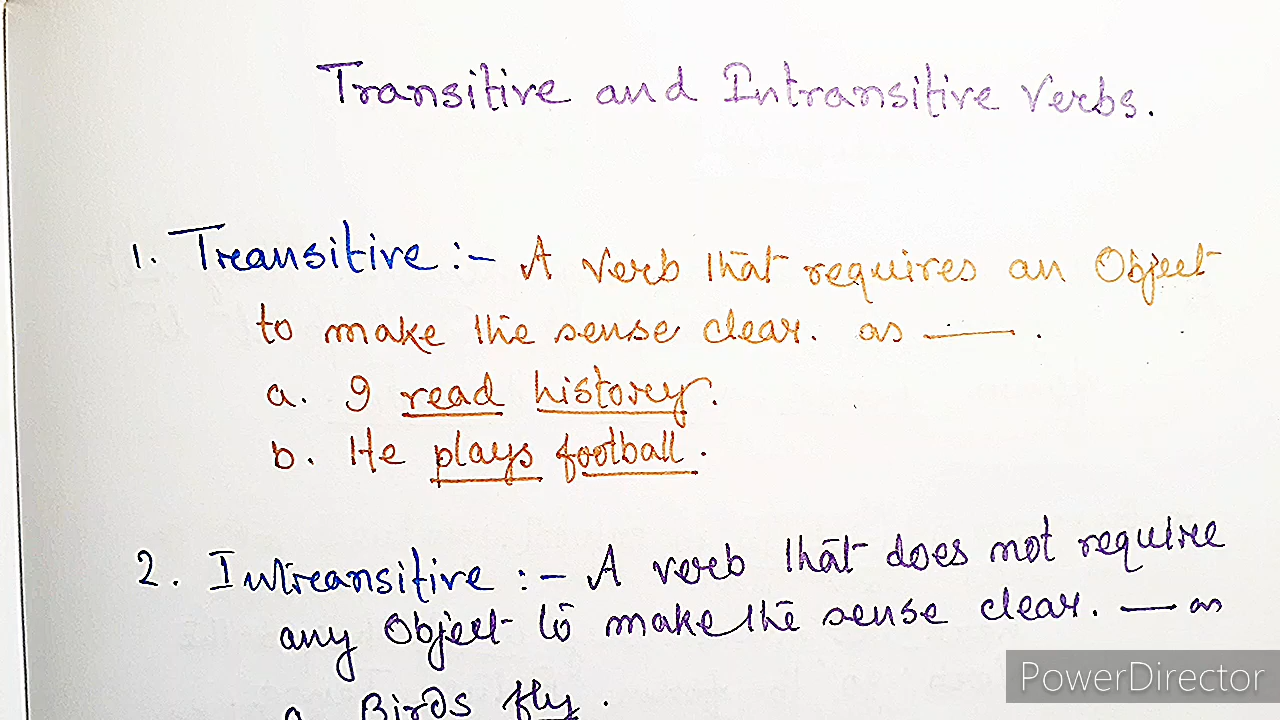 Transitive and Intransitive Verbs.
1. Transitive :- A verb that requires an Object
to make the sense clear. as —.
a. I read history.
b. He plays football.
2. Intransitive :- A verb that does not require
any Object to make the sense clear. — as
a. Birds fly.
PowerDirector